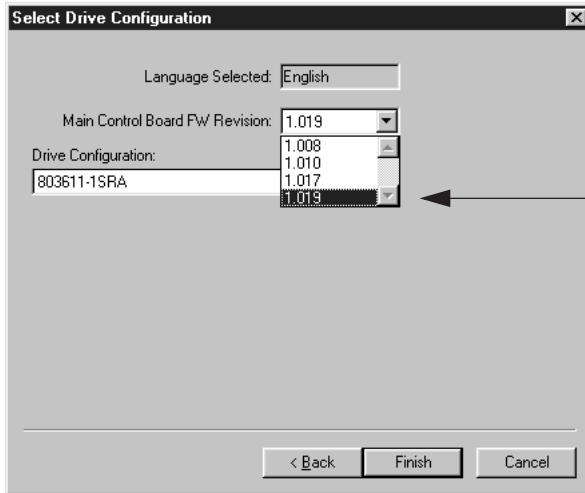 Select Drive Configuration
Language Selected: English
Main Control Board FW Revision: 1.019
1.008
1.010
1.017
1.019
Drive Configuration:
803611-1SRA
< Back Finish Cancel